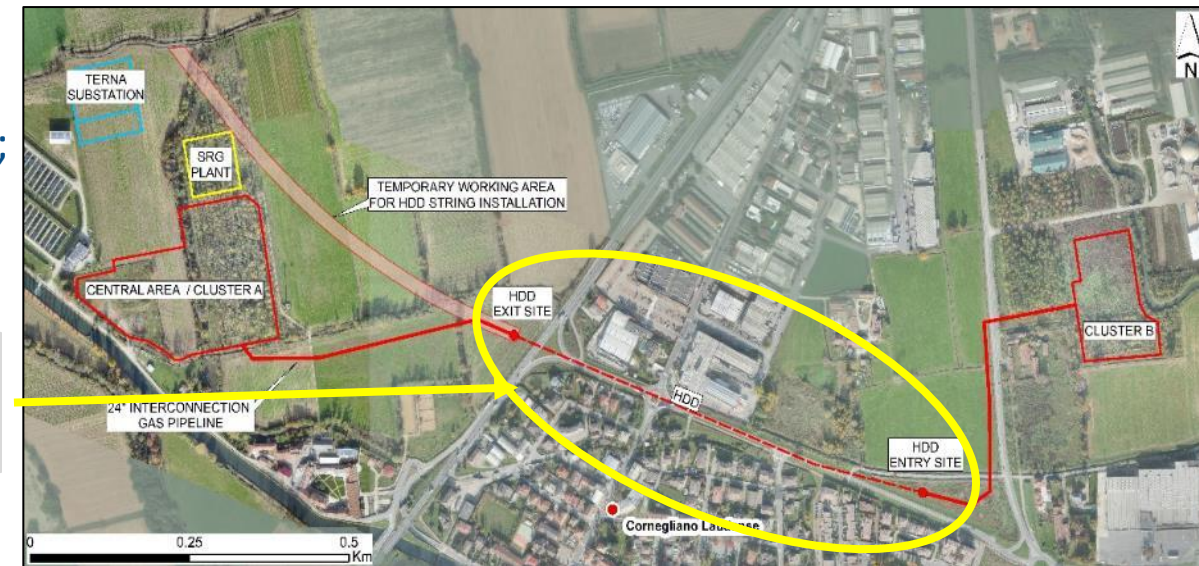 TERNA
SUBSTATION
;
N
SRG
PLANT
TEMPORARY WORKING AREA
FOR HDD STRING INSTALLATION
CENTRAL AREA / CLUSTER A
HDD
EXIT SITE
CLUSTER B
24" INTERCONNECTION
GAS PIPELINE
HDD
HDD
ENTRY SITE
Cornegliano Laudense
0 0.25 0.5
Km